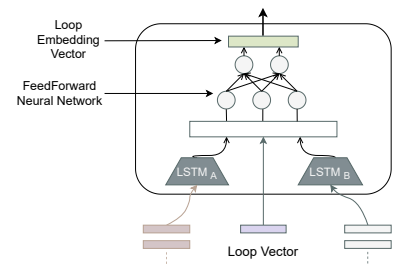 Loop
Embedding
Vector
FeedForward
Neural Network
LSTM A
LSTM B
Loop Vector